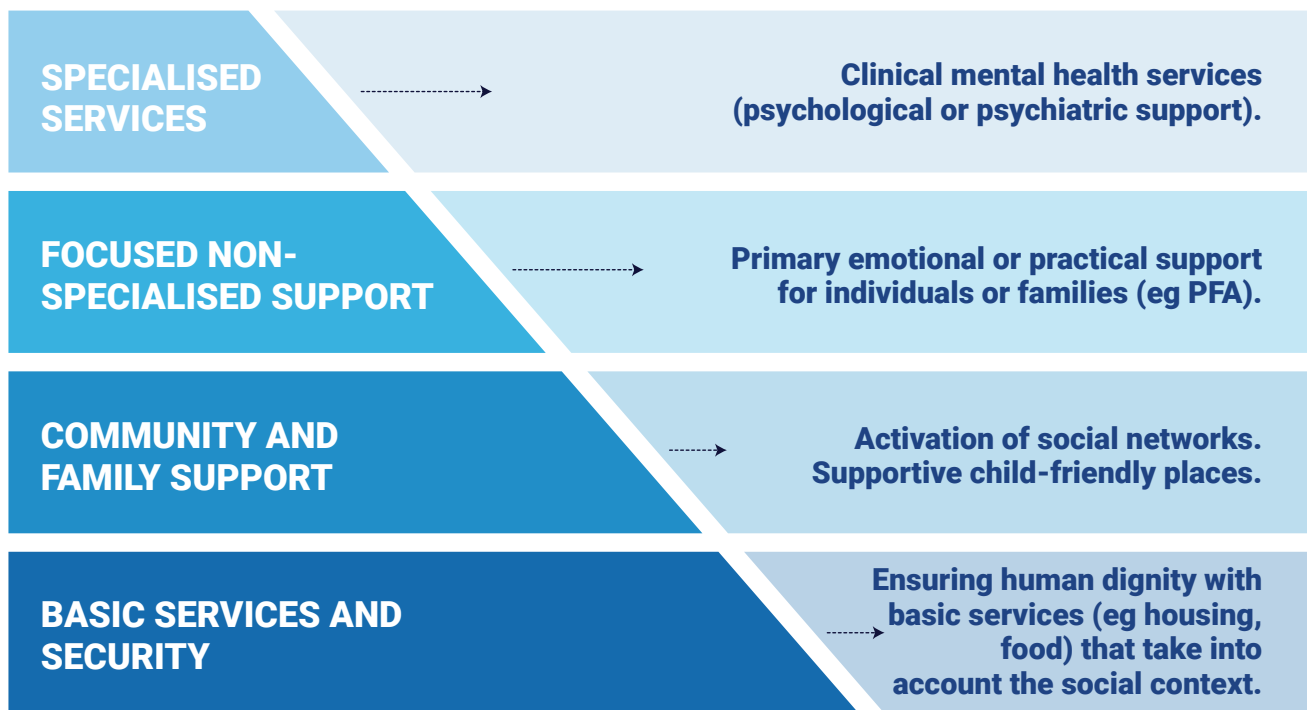 SPECIALISED
SERVICES
Clinical mental health services
(psychological or psychiatric support).
FOCUSED NON-
SPECIALISED SUPPORT
Primary emotional or practical support
for individuals or families (eg PFA).
COMMUNITY AND
FAMILY SUPPORT
Activation of social networks.
Supportive child-friendly places.
BASIC SERVICES AND
SECURITY
Ensuring human dignity with
basic services (eg housing,
food) that take into
account the social context.